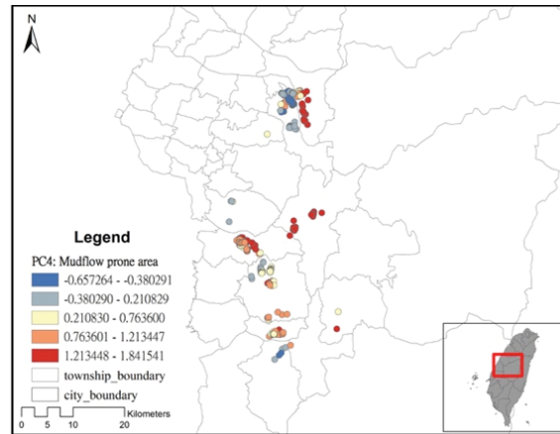 N
Legend
PC4: Mudflow prone area
-0.657264 - -0.380291
-0.380290 - 0.210829
0.210830 - 0.763600
0.763601 - 1.213447
1.213448 - 1.841541
township_boundary
city_boundary
Kilometers
0 5 10 20